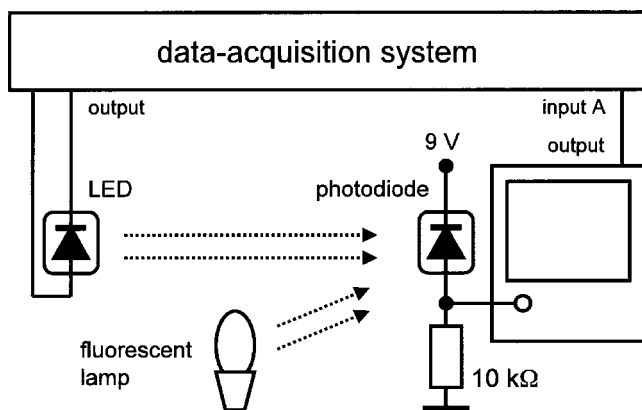 data-acquisition system
output
input A
output
9 V
LED
photodiode
fluorescent
lamp
10 kΩ